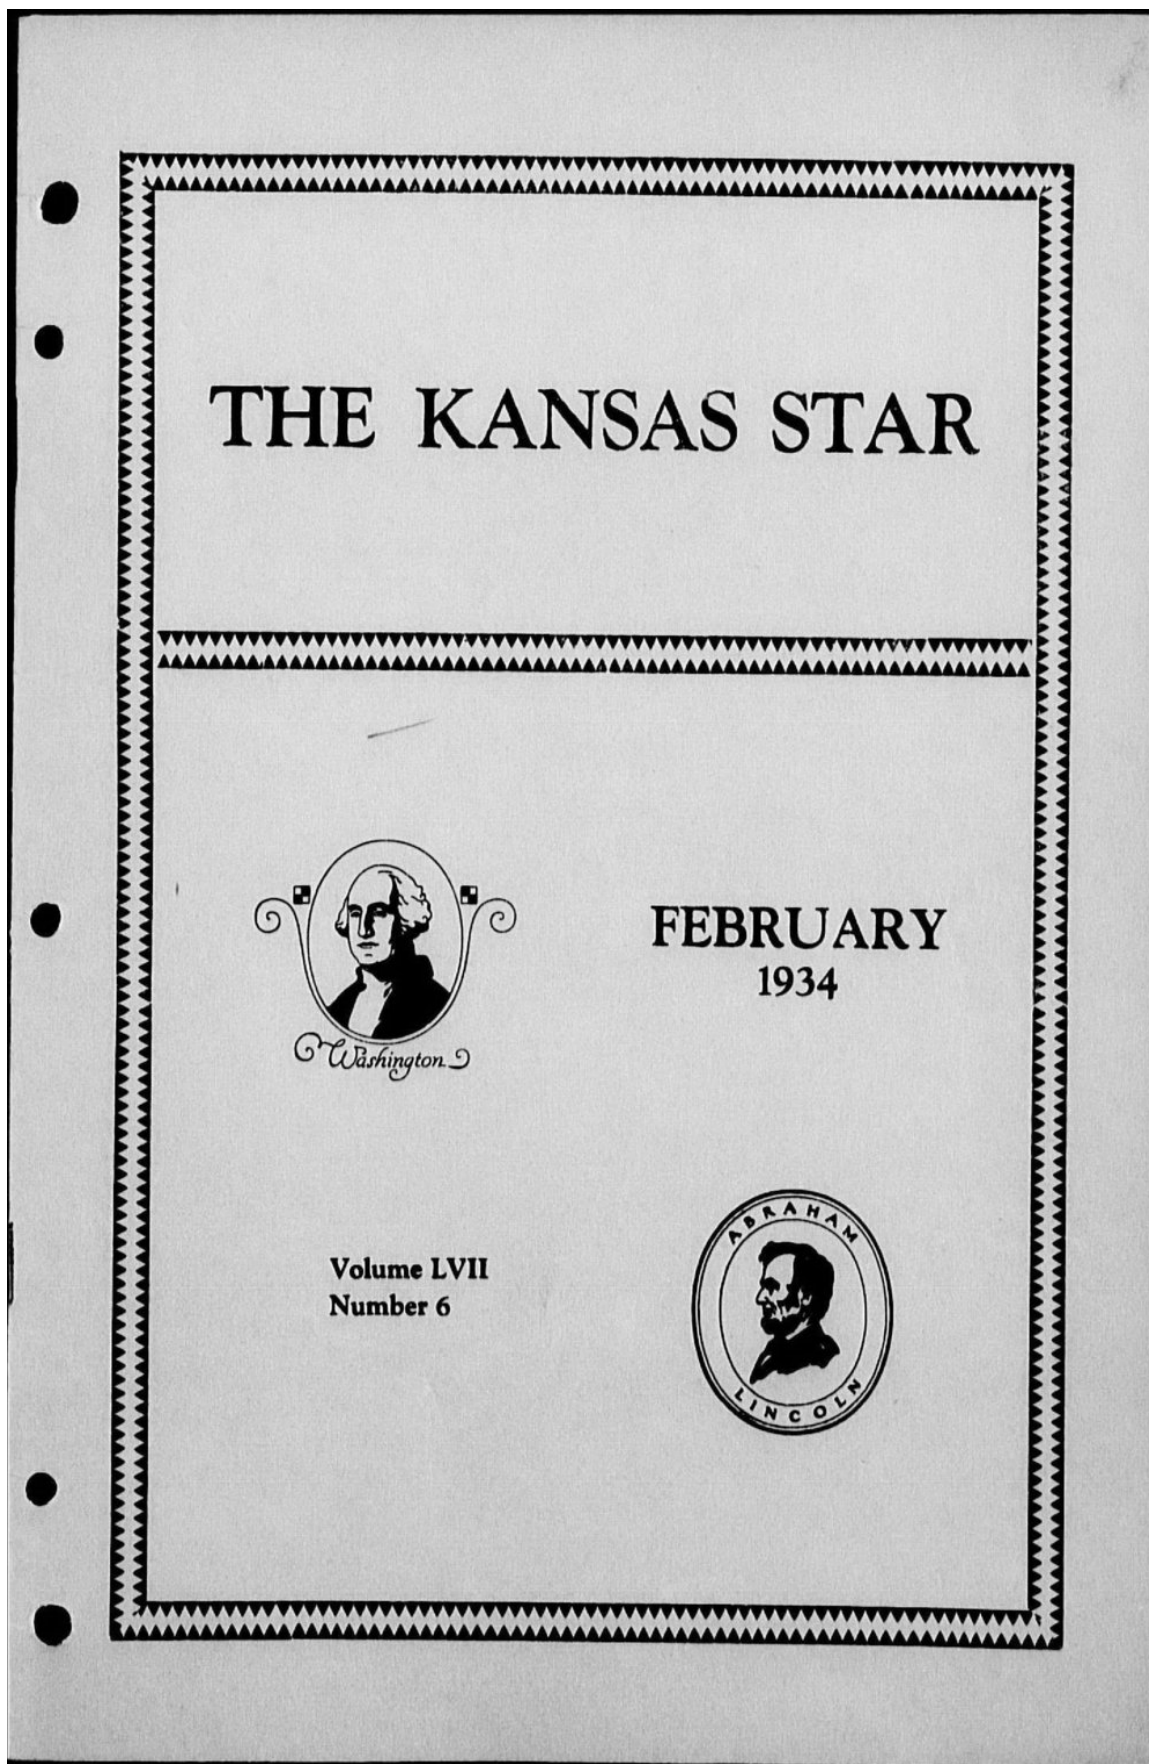 THE KANSAS STAR
FEBRUARY
1934
Washington
Volume LVII
Number 6
ABRAHAM
LINCOLN